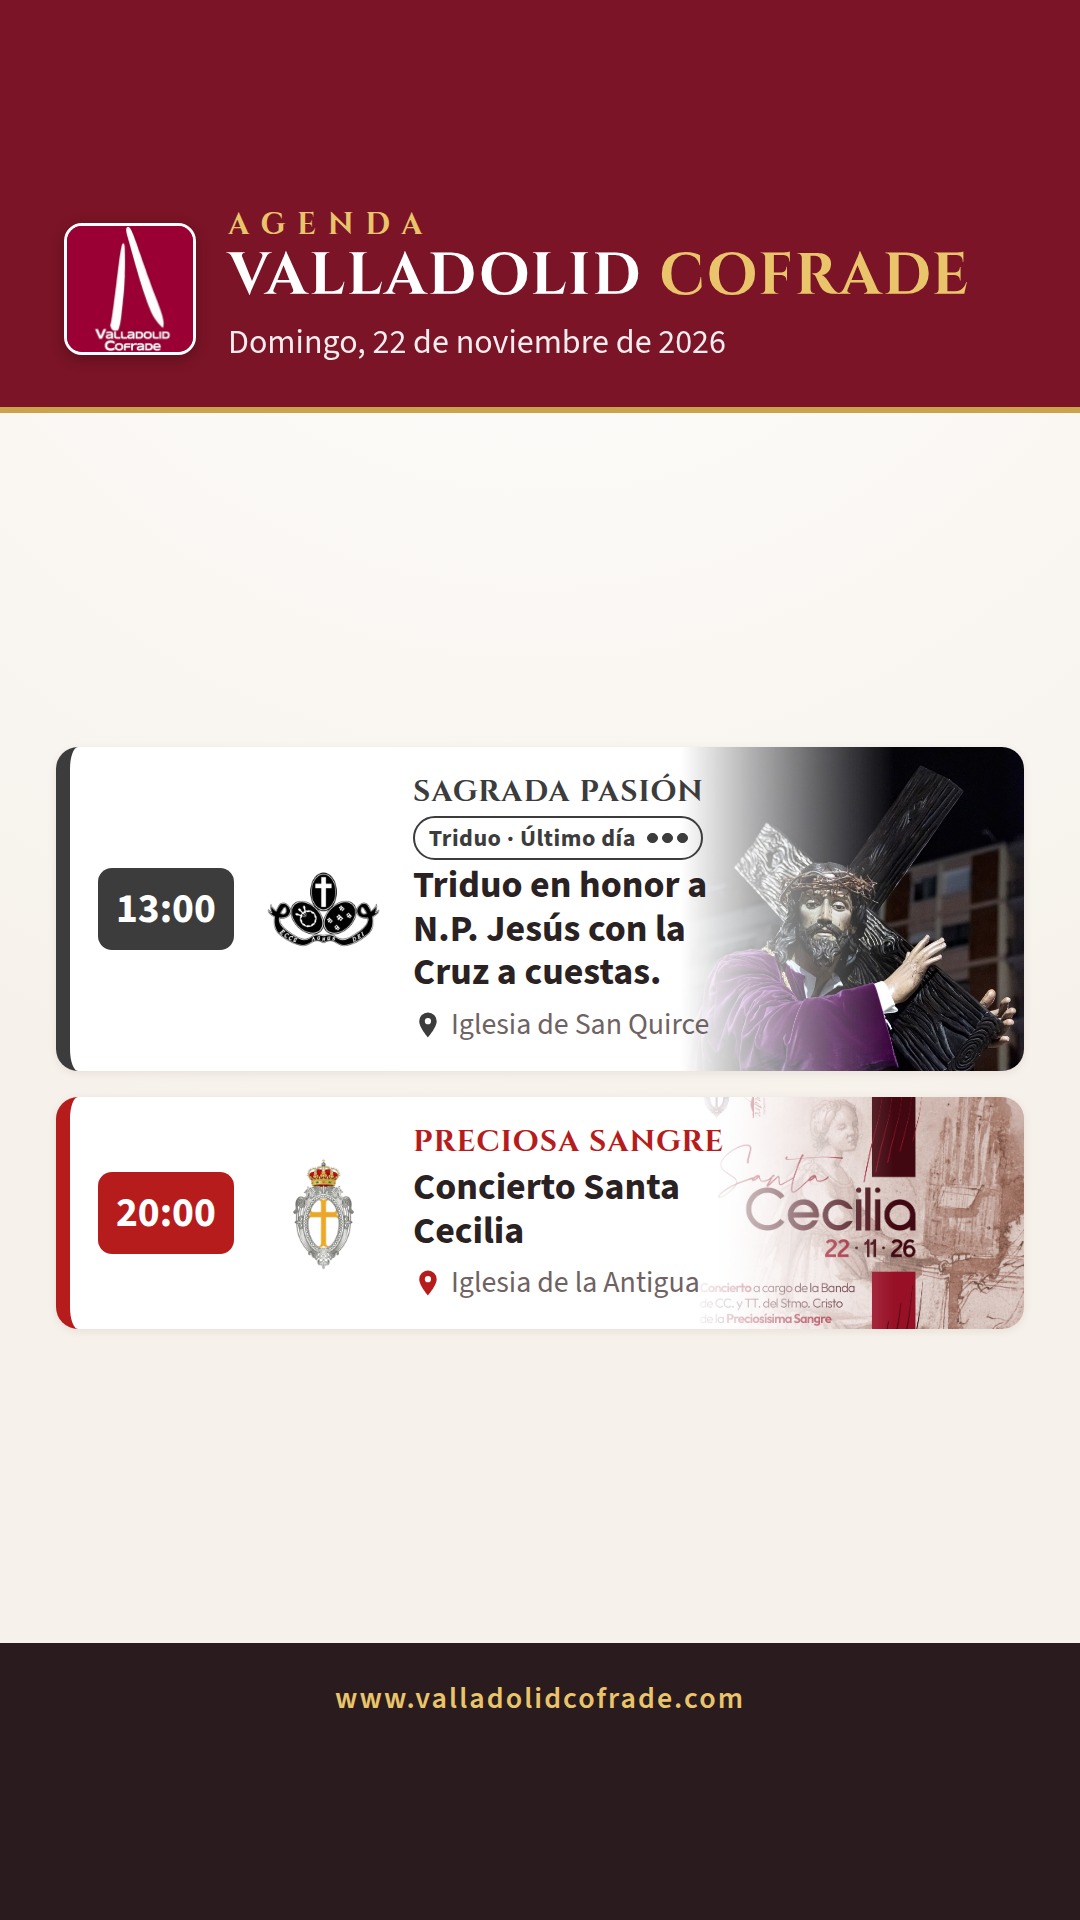 AGENDA
VALLADOLID COFRADE
Domingo, 22 de noviembre de 2026
Valladolid
Cofrade
SAGRADA PASIÓN
Triduo · Último día
13:00
Triduo en honor a
N.P. Jesús con la
Cruz a cuestas.
Iglesia de San Quirce
PRECIOSA SANGRE
20:00
Concierto Santa
Cecilia
Iglesia de la Antigua
Santa
Cecilia
22·11·26
Concierto a cargo de la Banda
de CC. y TT. del Stmo. Cristo
de la Preciosisima Sangre
www.valladolidcofrade.com